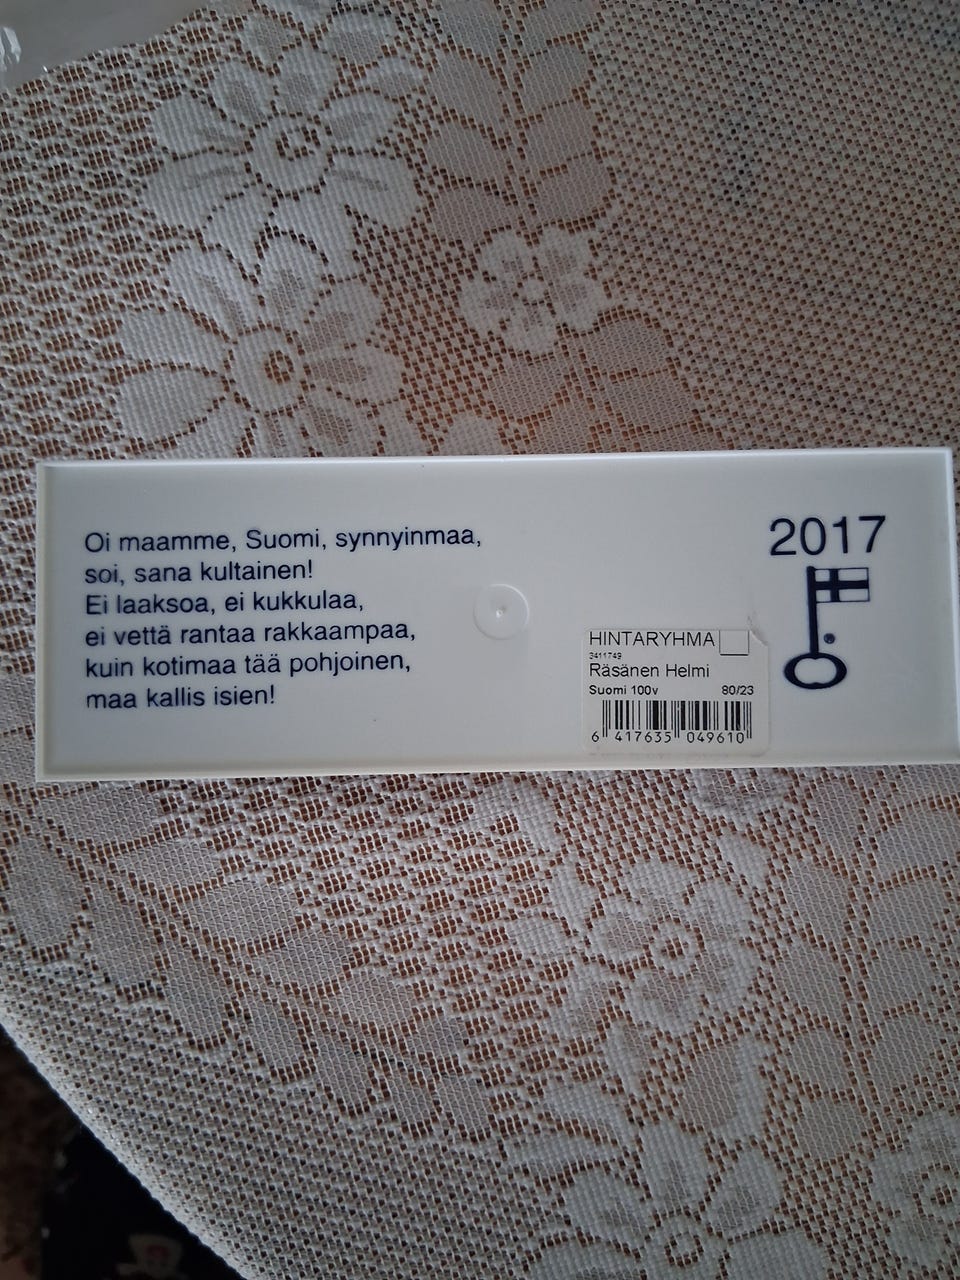 Oi maamme, Suomi, synnyinmaa,
soi, sana kultainen!
Ei laaksoa, ei kukkulaa,
ei vettä rantaa rakkaampaa,
kuin kotimaa tää pohjoinen,
maa kallis isien!
2017
®
HINTARYHMA
3411749
Räsänen Helmi
Suomi 100v 80/23
6 417635 049610